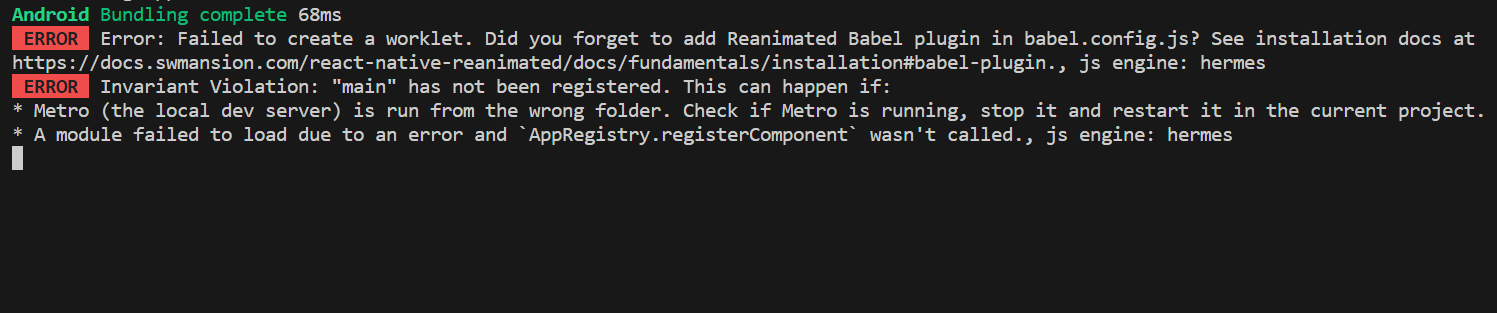 Android Bundling complete 68ms
ERROR Error: Failed to create a worklet. Did you forget to add Reanimated Babel plugin in babel.config.js? See installation docs at
https://docs.swmansion.com/react-native-reanimated/docs/fundamentals/installation#babel-plugin., js engine: hermes
ERROR Invariant Violation: "main" has not been registered. This can happen if:
* Metro (the local dev server) is run from the wrong folder. Check if Metro is running, stop it and restart it in the current project.
* A module failed to load due to an error and `AppRegistry.registerComponent` wasn't called., js engine: hermes